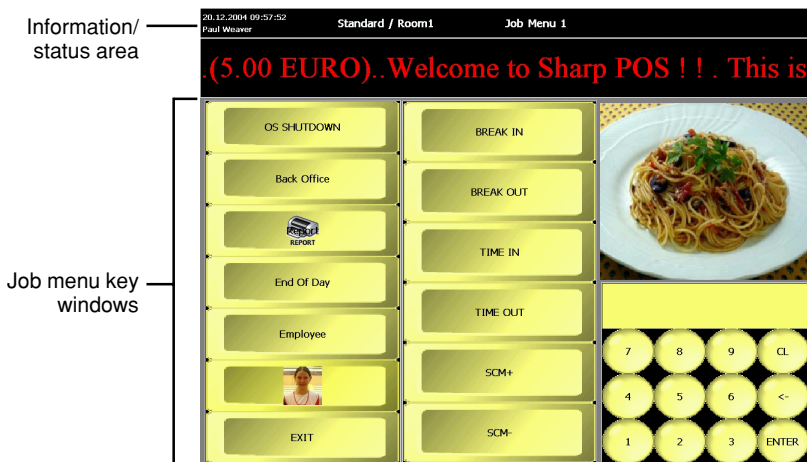 Information/
status area
20.12.2004 09:57:52
Paul Weaver
Standard / Room1
Job Menu 1
.(5.00 EURO)..Welcome to Sharp POS ! ! . This is
Job menu key
windows
OS SHUTDOWN
Back Office
Report
REPORT
End Of Day
Employee
EXIT
BREAK IN
BREAK OUT
TIME IN
TIME OUT
SCM+
SCM-
7 8 9 CL
4 5 6 <-
1 2 3 ENTER